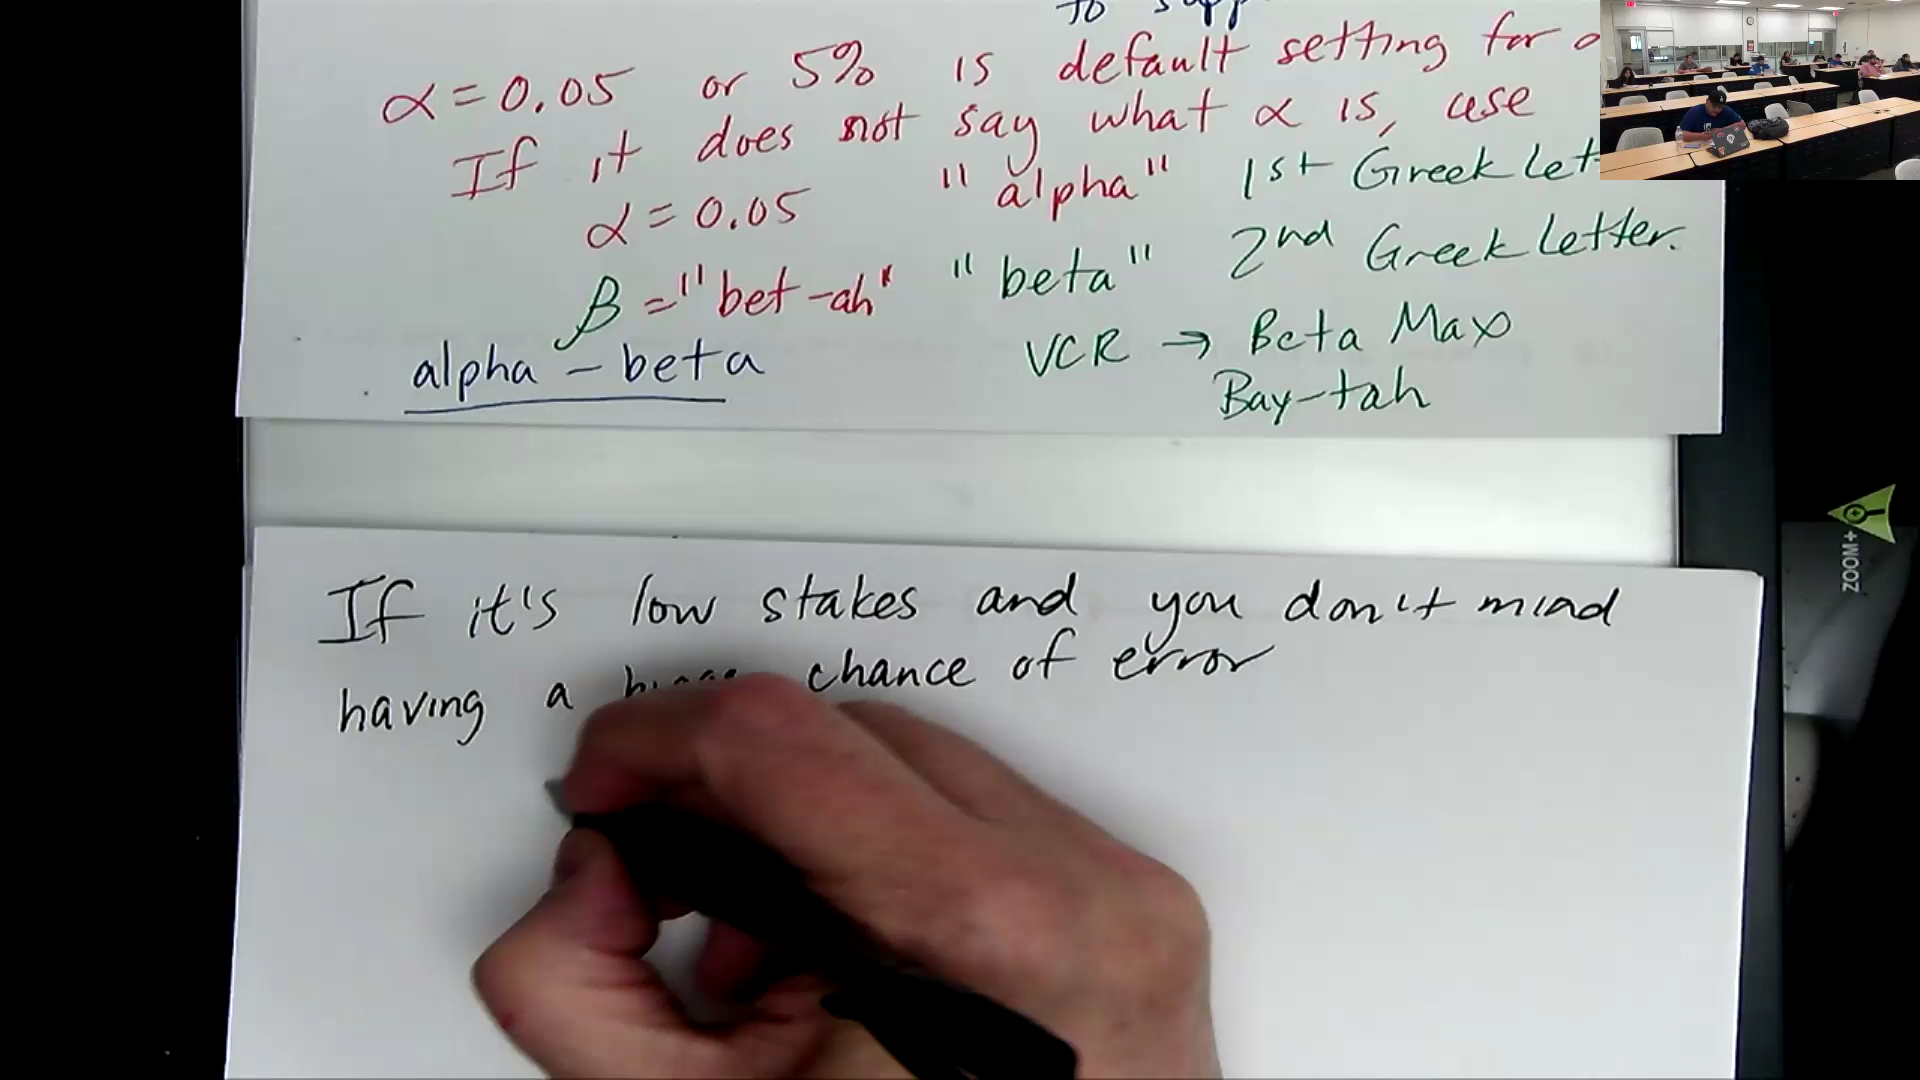 to supp
α = 0.05 or 5% is default setting for α
If it does not say what α is, use
α = 0.05 "alpha" 1st Greek Let
β = "bet-ah" "beta" 2nd Greek Letter.
alpha - beta VCR → Beta Max
Bay-tah
ZOOM+
If it's low stakes and you don't mind
having a chance of error